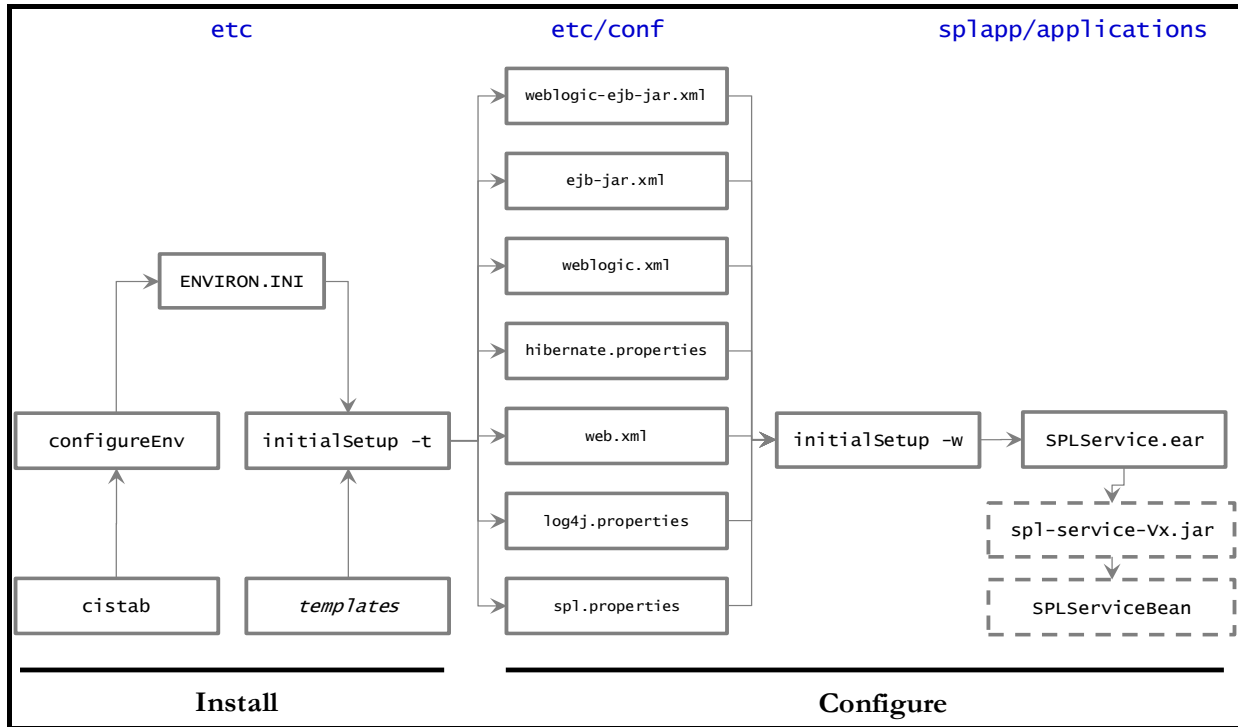 etc
etc/conf
splapp/applications
weblogic-ejb-jar.xml
ejb-jar.xml
weblogic.xml
ENVIRON.INI
hibernate.properties
configureEnv
initialSetup –t
web.xml
initialSetup –w
SPLService.ear
log4j.properties
spl-service-Vx.jar
cistab
templates
spl.properties
SPLServiceBean
Install
Configure